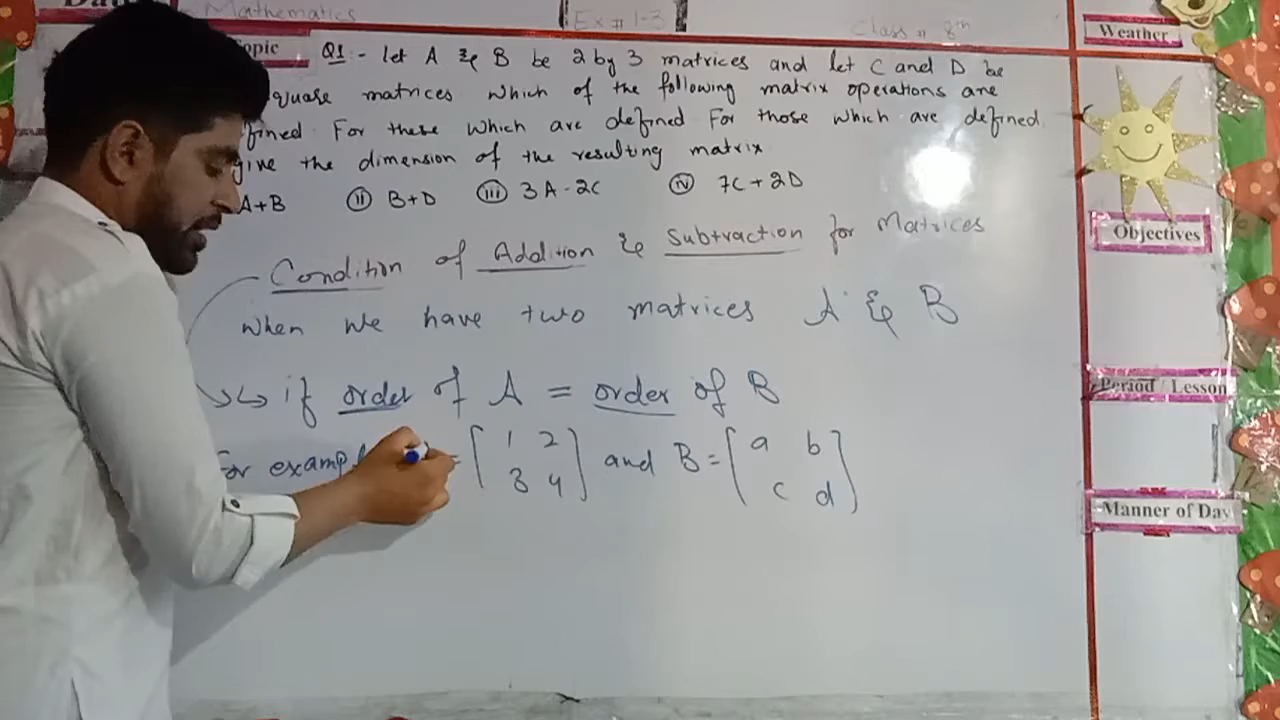 Mathematics
Ex # 1-3
Class # 8th
Weather
Q1:- let A & B be 2 by 3 matrices and let C and D be
matrices which of the following matrix operations are
For these which are defined For those which are defined
give the dimension of the resulting matrix
A+B (ii) B+D (iii) 3A-2C (iv) 7C+2D
Objectives
Condition of Addition & Subtraction for Matrices
when we have two matrices A & B
Period / Lesson
if order of A = order of B
For = [1 2 and B = [a b
3 4] c d]
Manner of Day